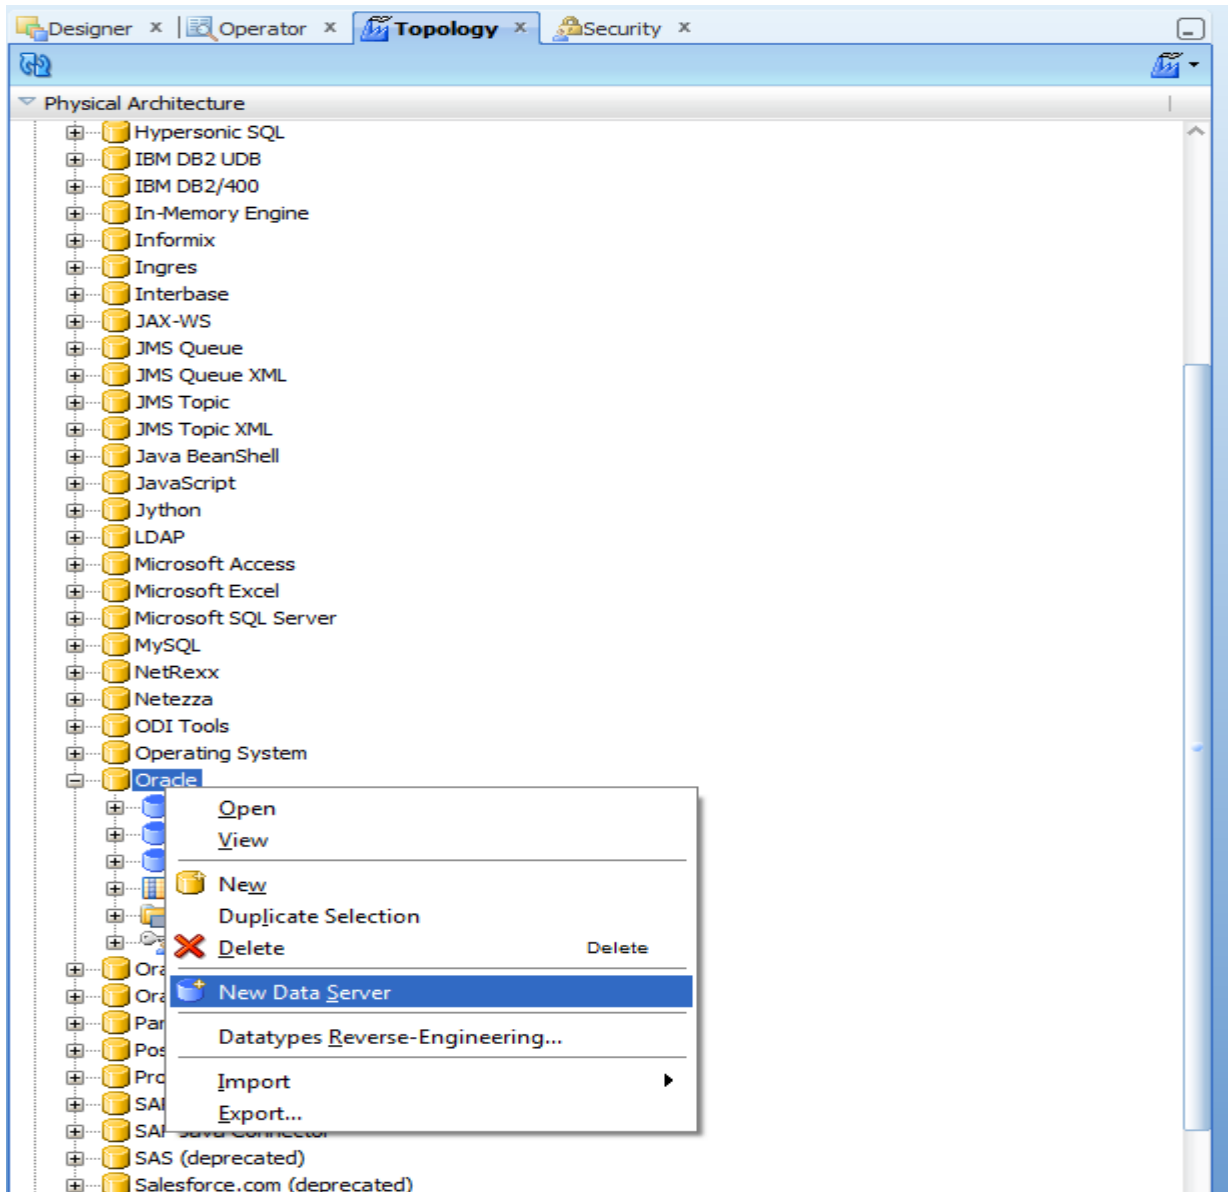 Designer × Operator × Topology × Security ×
Physical Architecture
Hypersonic SQL
IBM DB2 UDB
IBM DB2/400
In-Memory Engine
Informix
Ingres
Interbase
JAX-WS
JMS Queue
JMS Queue XML
JMS Topic
JMS Topic XML
Java BeanShell
JavaScript
Jython
LDAP
Microsoft Access
Microsoft Excel
Microsoft SQL Server
MySQL
NetRexx
Netezza
ODI Tools
Operating System
Oracle
Open
View
New
Duplicate Selection
Delete Delete
New Data Server
Datatypes Reverse-Engineering...
Import
Export...
SAS (deprecated)
Salesforce.com (deprecated)